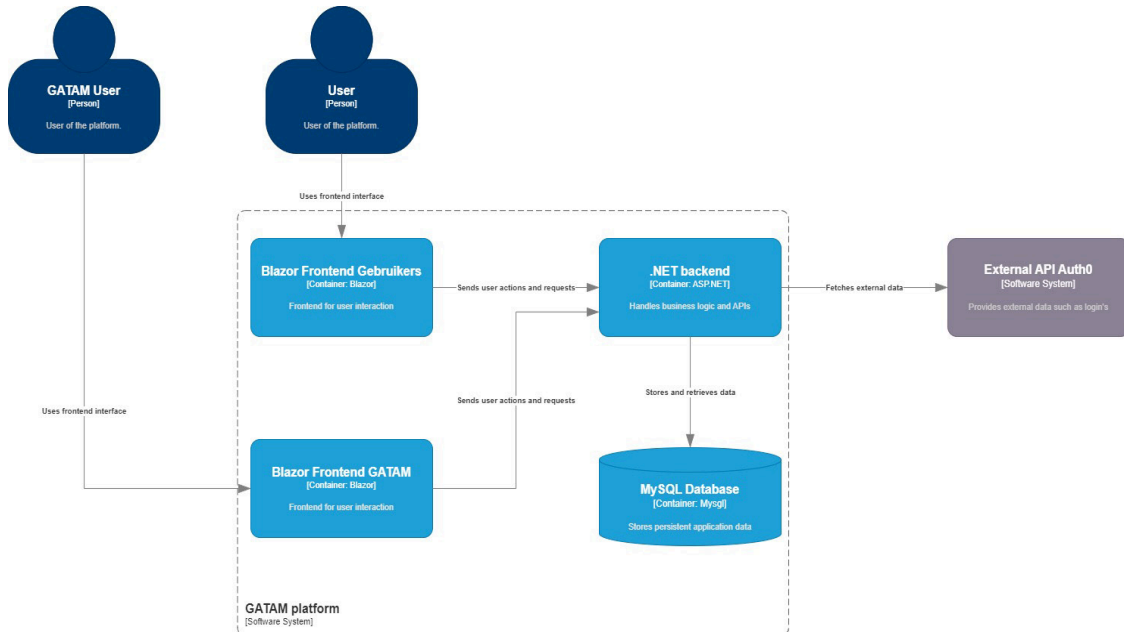 GATAM User
[Person]
User of the platform.
User
[Person]
User of the platform.
Uses frontend interface
Blazor Frontend Gebruikers
[Container: Blazor]
Frontend for user interaction
Sends user actions and requests
.NET backend
[Container: ASP.NET]
Handles business logic and APIs
Fetches external data
External API Auth0
[Software System]
Provides external data such as login's
Uses frontend interface
Sends user actions and requests
Stores and retrieves data
Blazor Frontend GATAM
[Container: Blazor]
Frontend for user interaction
MySQL Database
[Container: Mysgl]
Stores persistent application data
GATAM platform
[Software System]